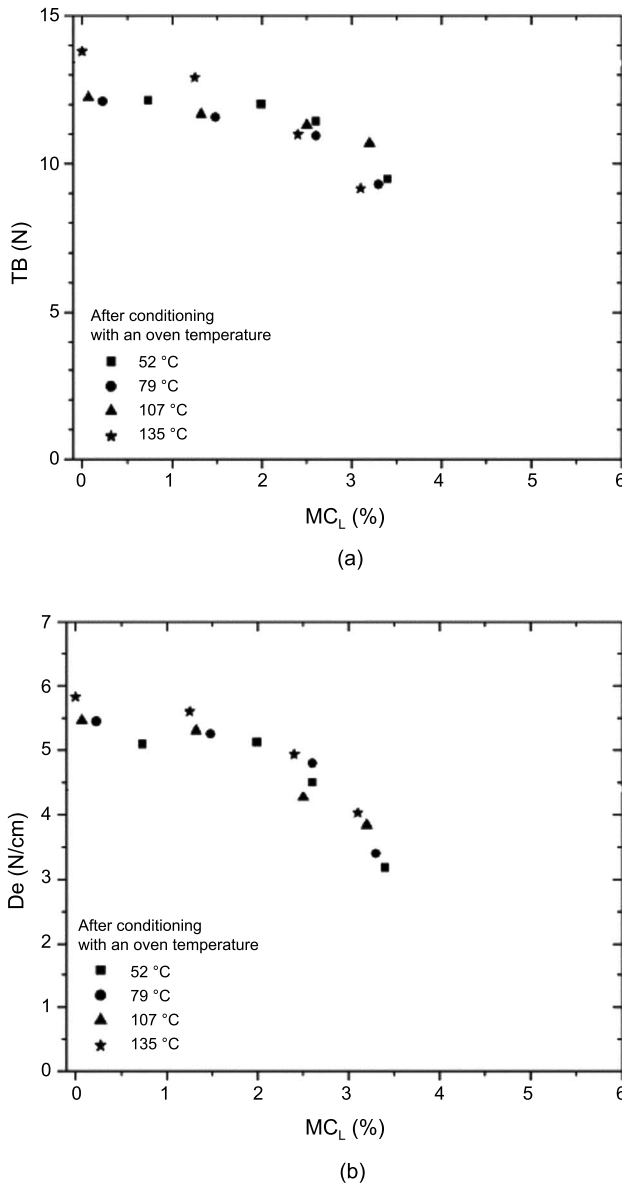 15
10
5
0
TB (N)
After conditioning
with an oven temperature
52 °C
79 °C
107 °C
135 °C
0 1 2 3 4 5 6
MC_L (%)
(a)
7
6
5
4
3
2
1
0
De (N/cm)
After conditioning
with an oven temperature
52 °C
79 °C
107 °C
135 °C
0 1 2 3 4 5 6
MC_L (%)
(b)